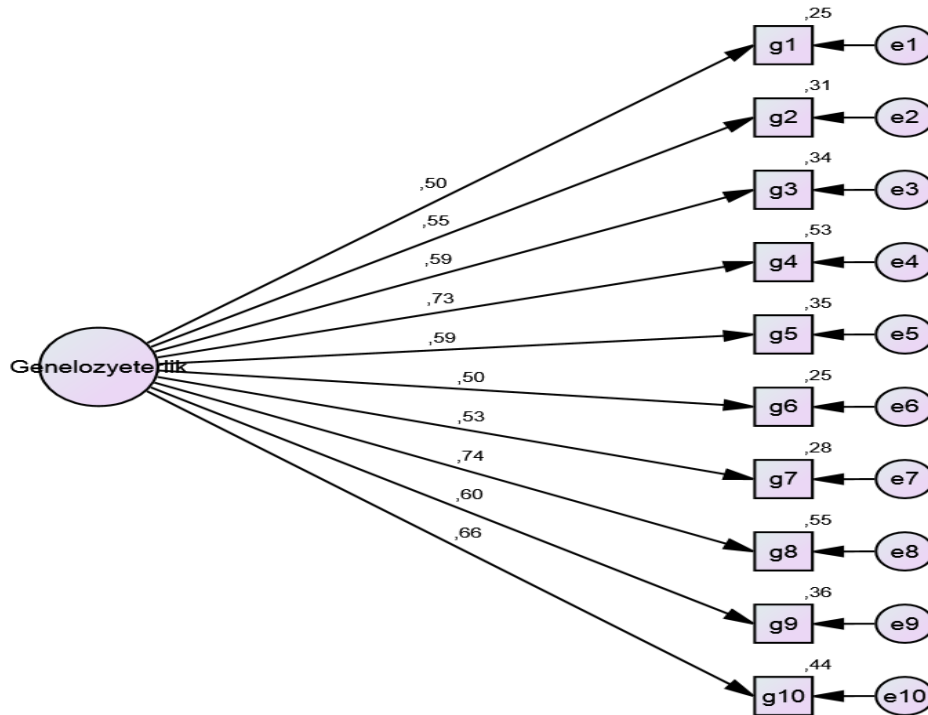 ,25
g1
e1
,31
g2
e2
,50
,34
g3
e3
,55
,59
,53
g4
e4
,73
,35
g5
e5
,59
Genelozyeterlik
,50
,25
g6
e6
,53
,28
g7
e7
,74
,60
,55
g8
e8
,66
,36
g9
e9
,44
g10
e10